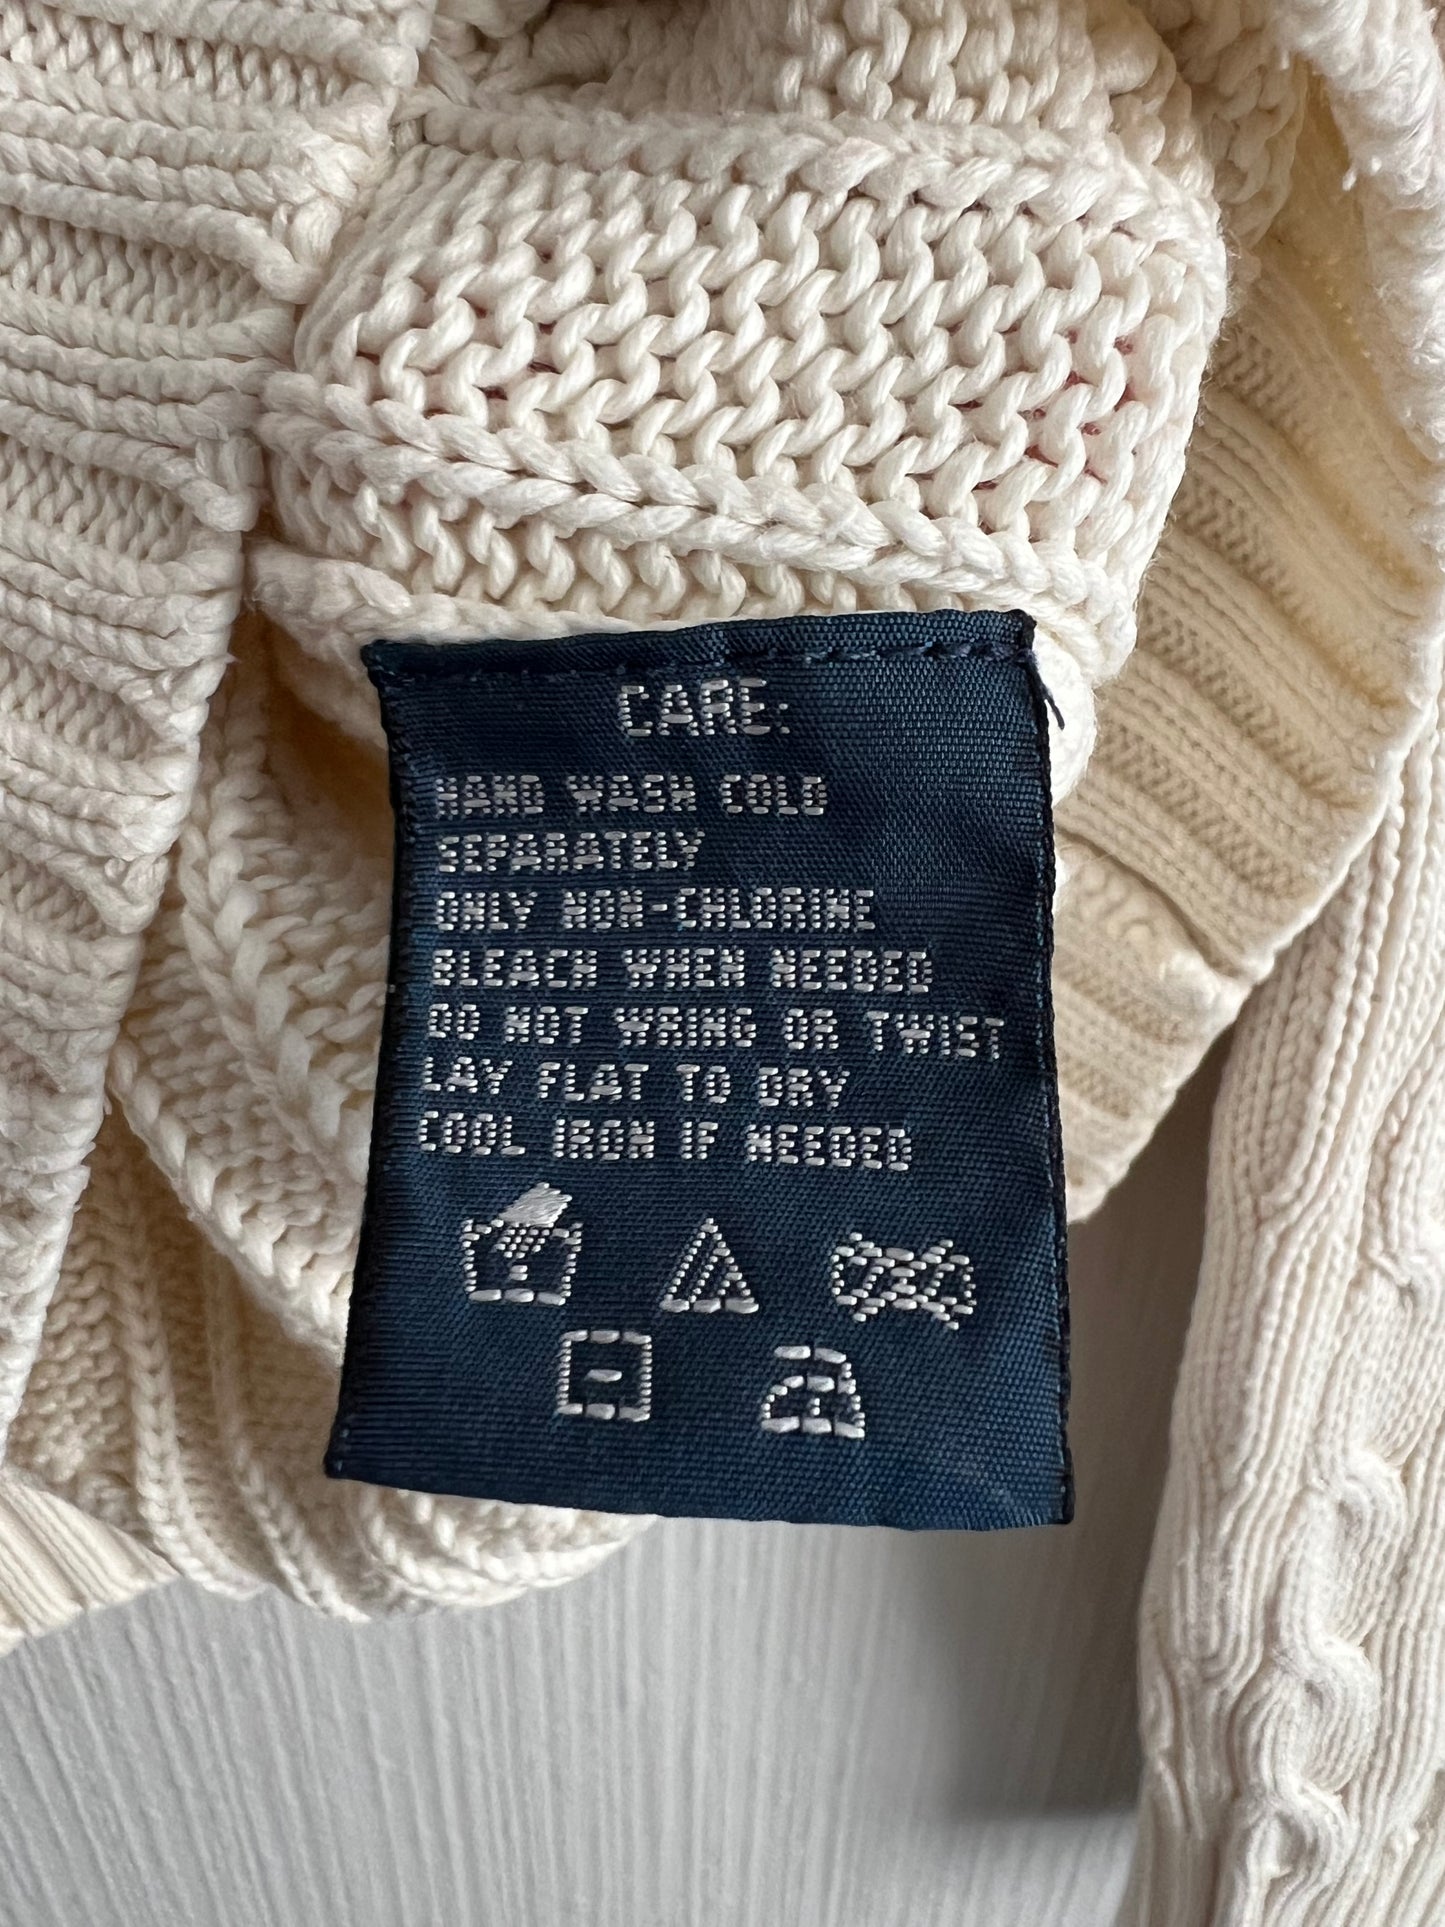 CARE:
HAND WASH COLD
SEPARATELY
ONLY NON-CHLORINE
BLEACH WHEN NEEDED
DO NOT WRING OR TWIST
LAY FLAT TO DRY
COOL IRON IF NEEDED